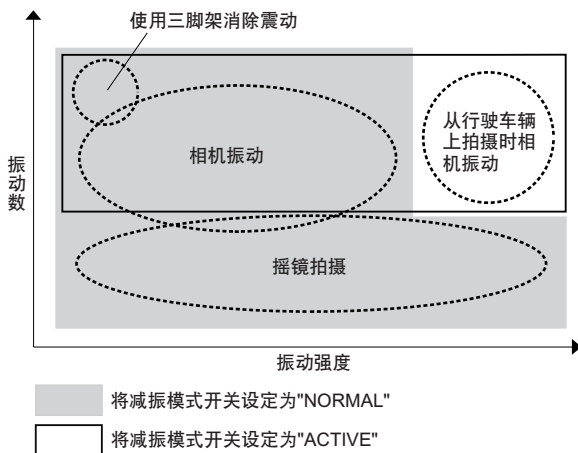 使用三脚架消除震动
相机振动
从行驶车辆
上拍摄时相
机振动
振动数
摇镜拍摄
振动强度
将减振模式开关设定为"NORMAL"
将减振模式开关设定为"ACTIVE"